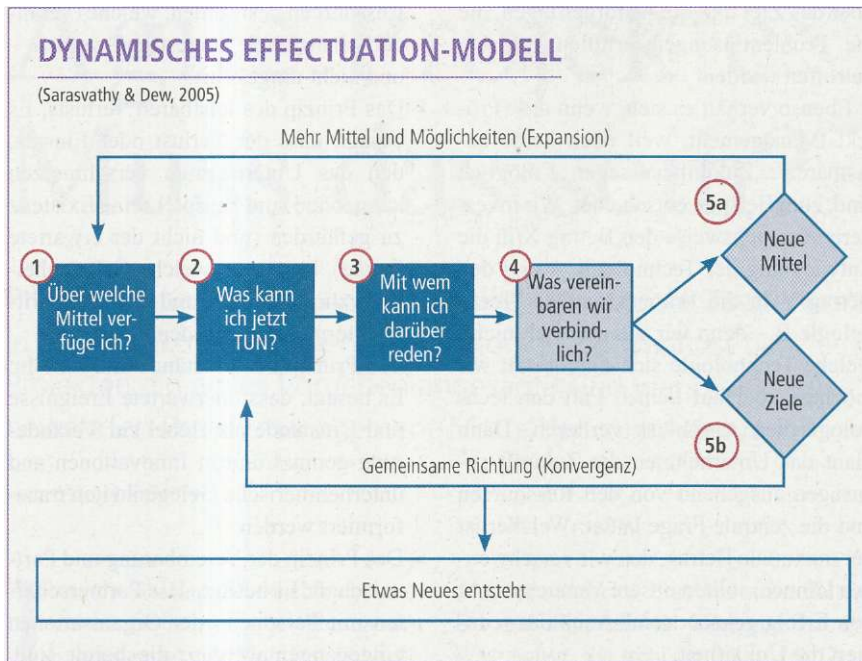 DYNAMISCHES EFFECTUATION-MODELL
(Sarasvathy & Dew, 2005)
Mehr Mittel und Möglichkeiten (Expansion)
1
Über welche
Mittel ver-
füge ich?
2
Was kann
ich jetzt
TUN?
3
Mit wem
kann ich
darüber
reden?
4
Was verein-
baren wir
verbind-
lich?
5a
Neue
Mittel
Neue
Ziele
5b
Gemeinsame Richtung (Konvergenz)
Etwas Neues entsteht